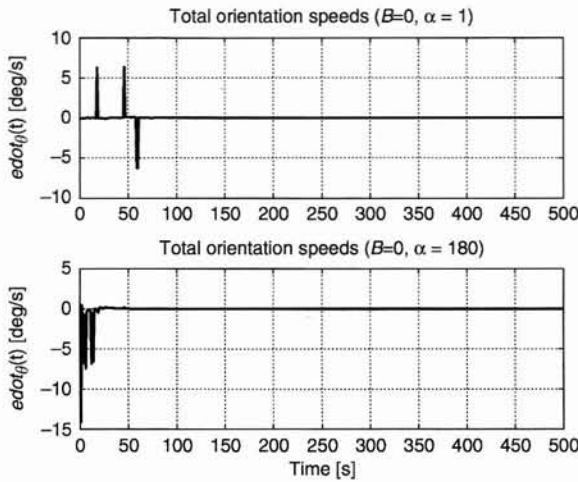 Total orientation speeds (B=0, α = 1)
edotθ(t) [deg/s]
10
5
0
−5
−10
0 50 100 150 200 250 300 350 400 450 500
Total orientation speeds (B=0, α = 180)
edotθ(t) [deg/s]
5
0
−5
−10
−15
0 50 100 150 200 250 300 350 400 450 500
Time [s]